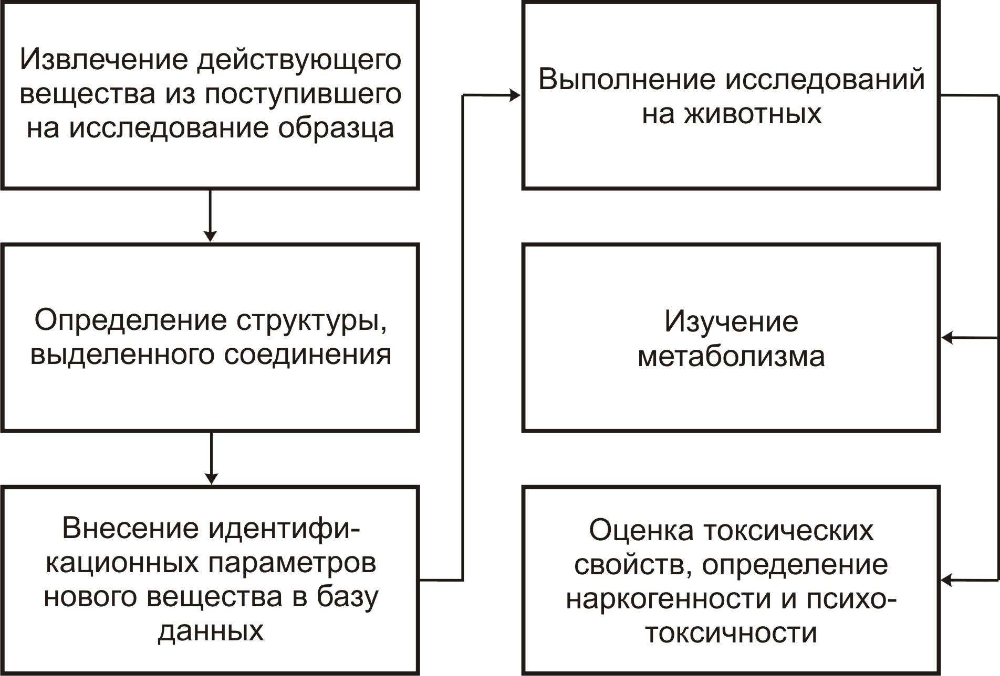 Извлечение действующего
вещества из поступившего
на исследование образца
Определение структуры,
выделенного соединения
Внесение идентифи-
кационных параметров
нового вещества в базу
данных
Выполнение исследований
на животных
Изучение
метаболизма
Оценка токсических
свойств, определение
наркогенности и психо-
токсичности